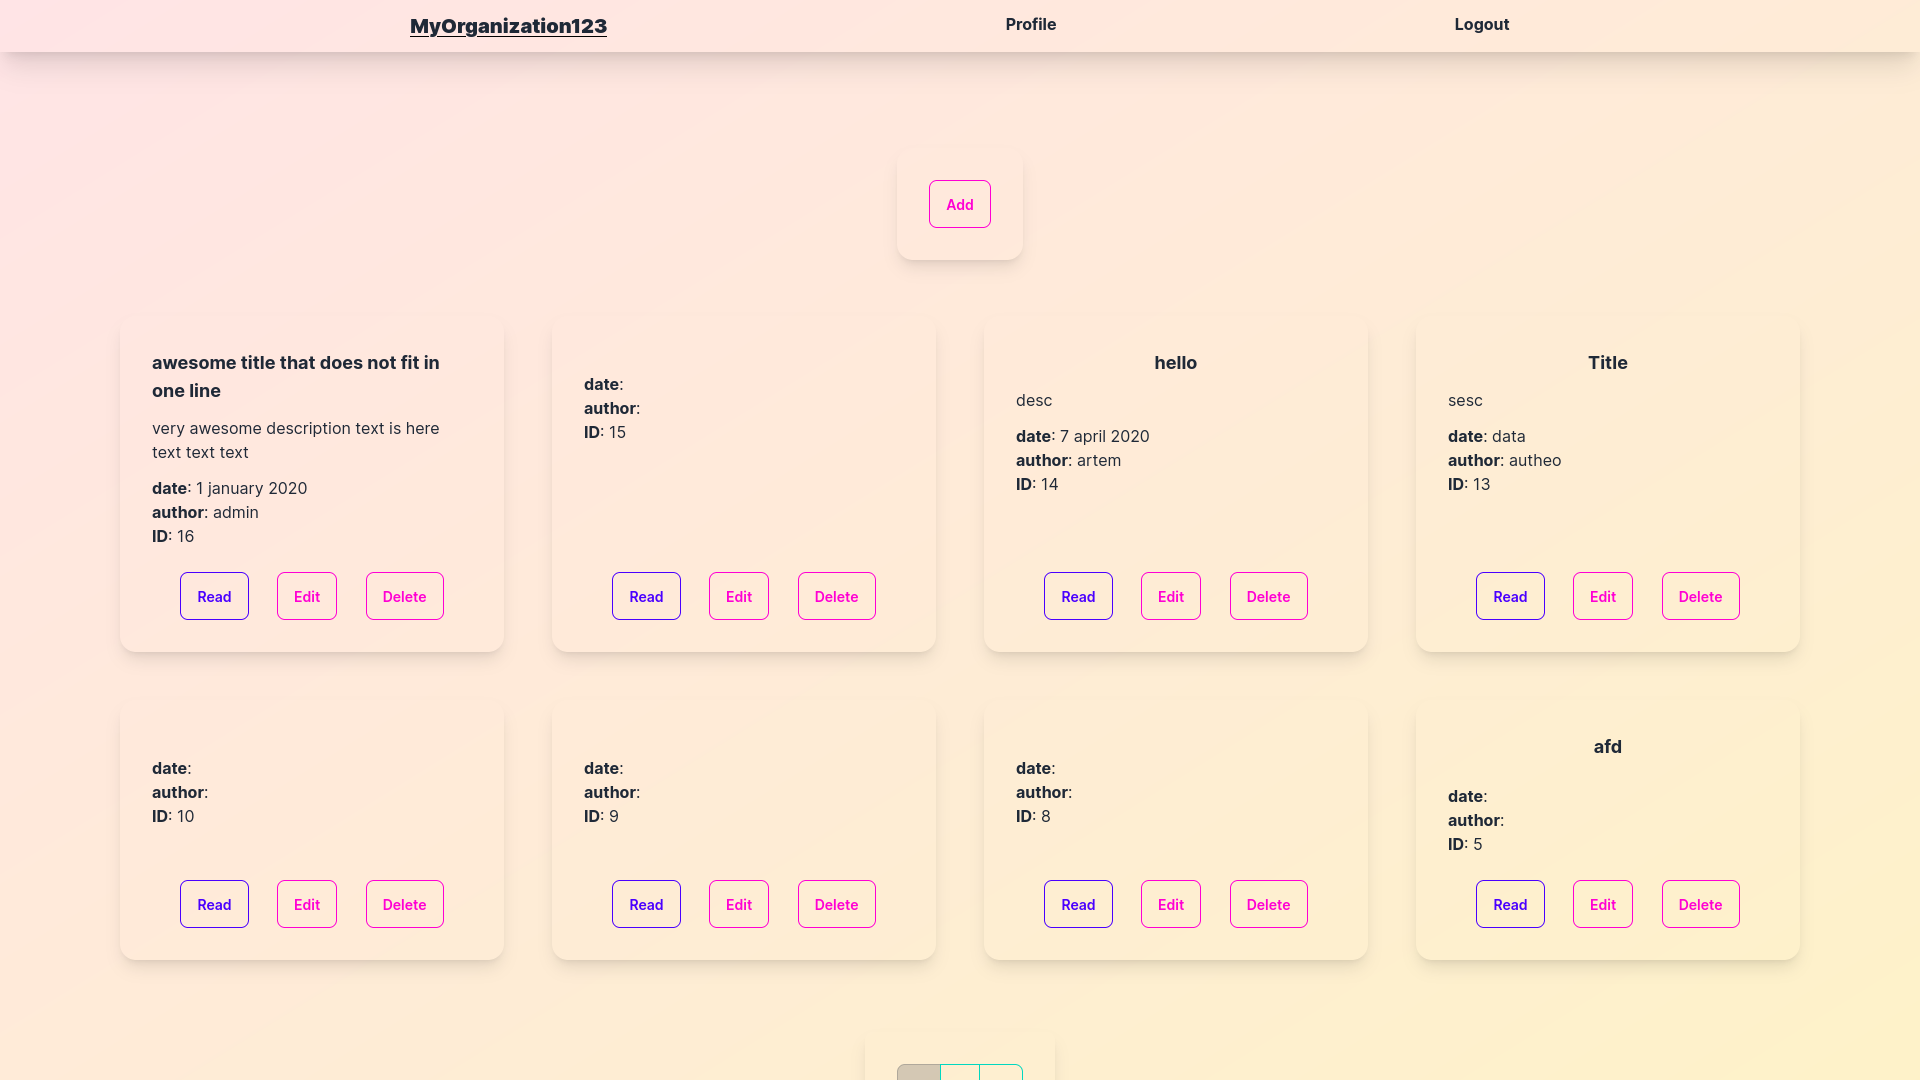 MyOrganization123
Profile
Logout
Add
awesome title that does not fit in
one line
very awesome description text is here
text text text
date: 1 january 2020
author: admin
ID: 16
Read
Edit
Delete
date:
author:
ID: 15
Read
Edit
Delete
hello
desc
date: 7 april 2020
author: artem
ID: 14
Read
Edit
Delete
Title
sesc
date: data
author: autheo
ID: 13
Read
Edit
Delete
date:
author:
ID: 10
Read
Edit
Delete
date:
author:
ID: 9
Read
Edit
Delete
date:
author:
ID: 8
Read
Edit
Delete
afd
date:
author:
ID: 5
Read
Edit
Delete